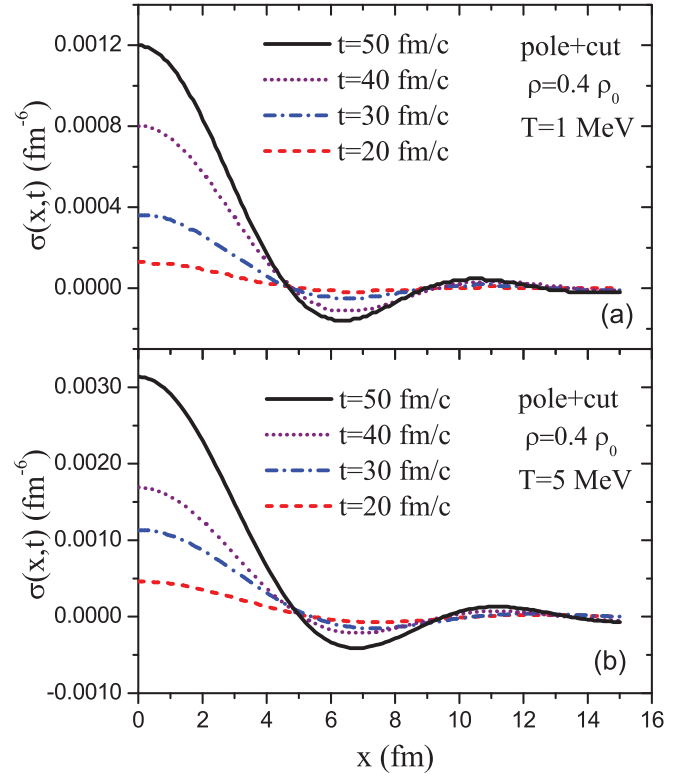 σ(x,t) (fm⁻⁶)
0.0012
0.0008
0.0004
0.0000
t=50 fm/c
t=40 fm/c
t=30 fm/c
t=20 fm/c
pole+cut
ρ=0.4 ρ₀
T=1 MeV
(a)
σ(x,t) (fm⁻⁶)
0.0030
0.0020
0.0010
0.0000
-0.0010
t=50 fm/c
t=40 fm/c
t=30 fm/c
t=20 fm/c
pole+cut
ρ=0.4 ρ₀
T=5 MeV
(b)
0 2 4 6 8 10 12 14 16
x (fm)